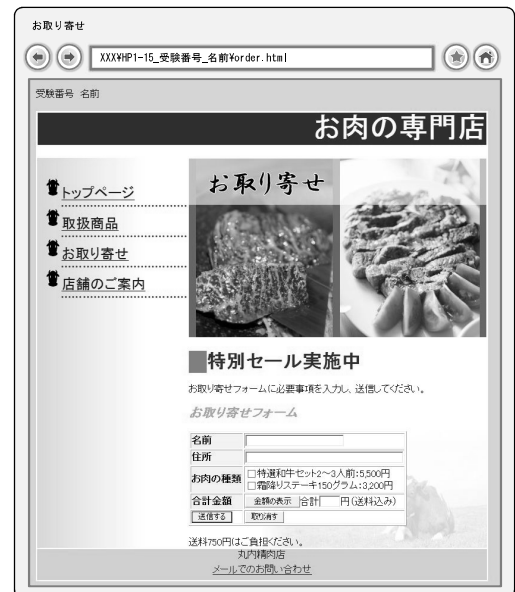 お取り寄せ
XXX¥HP1-15_受験番号_名前¥order.html
受験番号 名前
お肉の専門店
トップページ
取扱商品
お取り寄せ
店舗のご案内
お取り寄せ
特別セール実施中
お取寄せフォームに必要事項を入力し、送信してください。
お取り寄せフォーム
名前
住所
お肉の種類 □特選和牛セット2～3人前:5,500円
□霜降りステーキ150グラム:3,200円
合計金額 金額の表示 合計 円(送料込み)
送信する 取り消す
送料750円はご負担ください。
丸内精肉店
メールでのお問い合わせ